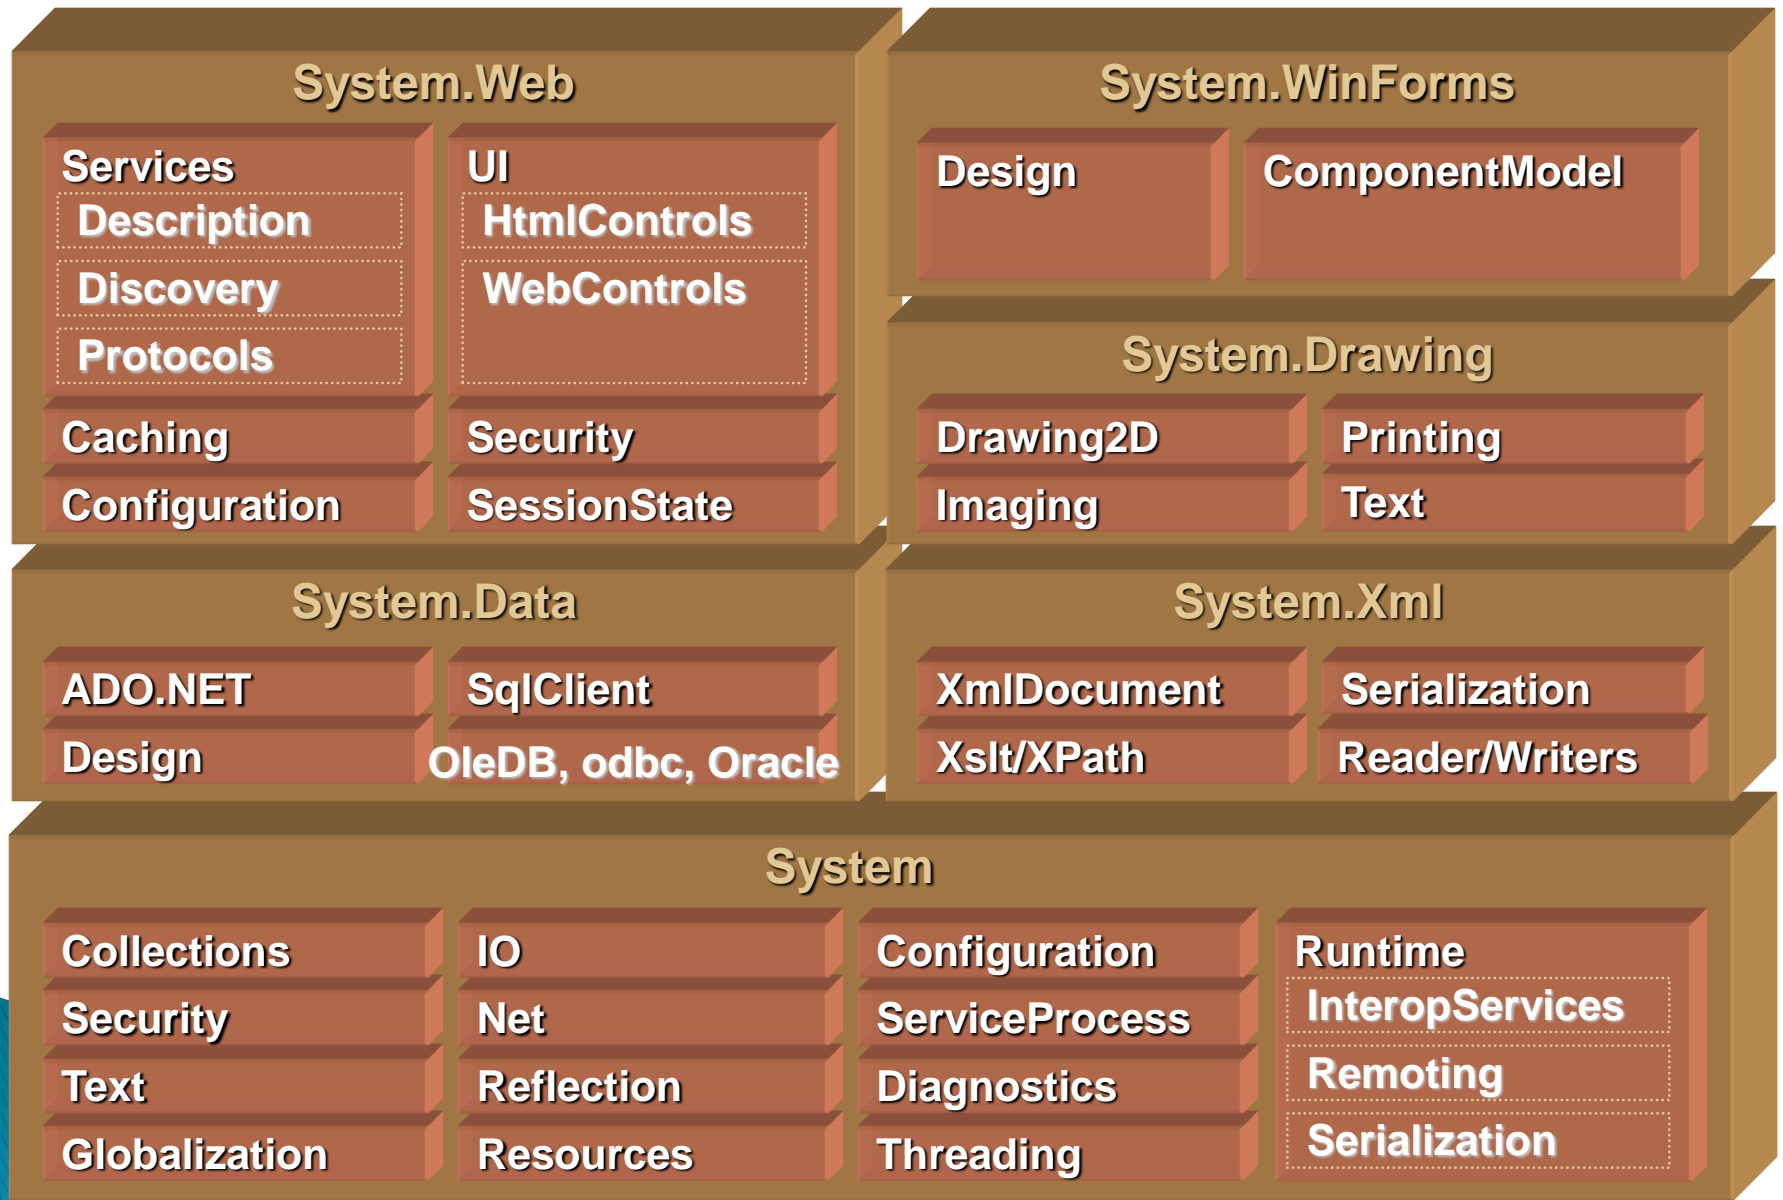 System.Web
Services
Description
Discovery
Protocols
UI
HtmlControls
WebControls
Caching
Security
Configuration
SessionState
System.WinForms
Design
ComponentModel
System.Drawing
Drawing2D
Printing
Imaging
Text
System.Data
ADO.NET
SqlClient
Design
OleDB, odbc, Oracle
System.Xml
XmlDocument
Serialization
Xslt/XPath
Reader/Writers
System
Collections
Security
Text
Globalization
IO
Net
Reflection
Resources
Configuration
ServiceProcess
Diagnostics
Threading
Runtime
InteropServices
Remoting
Serialization